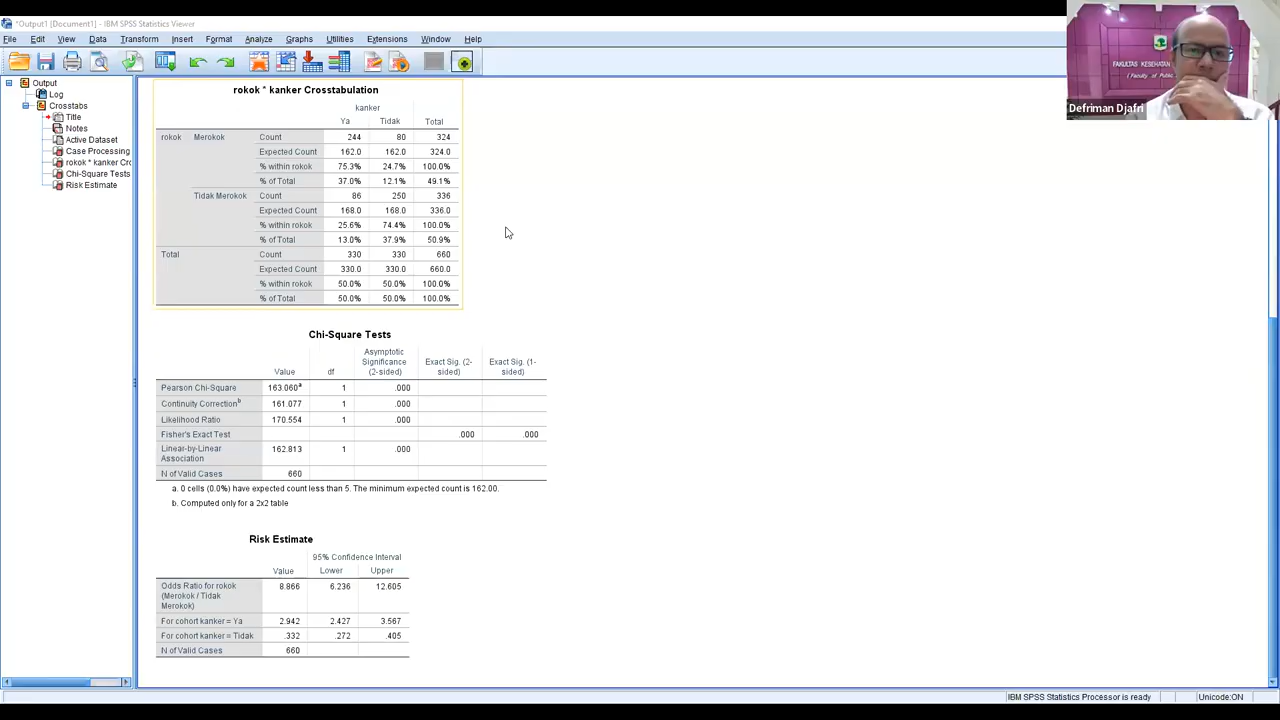 *Output1 [Document1] - IBM SPSS Statistics Viewer
File Edit View Data Transform Insert Format Analyze Graphs Utilities Extensions Window Help
FAKULTAS KESEHATAN
(Faculty of Public
Defriman Djafri
Output
Log
Crosstabs
Title
Notes
Active Dataset
Case Processing
rokok * kanker Cro
Chi-Square Tests
Risk Estimate
rokok * kanker Crosstabulation
kanker
Ya Tidak Total
rokok Merokok Count 244 80 324
Expected Count 162.0 162.0 324.0
% within rokok 75.3% 24.7% 100.0%
% of Total 37.0% 12.1% 49.1%
Tidak Merokok Count 86 250 336
Expected Count 168.0 168.0 336.0
% within rokok 25.6% 74.4% 100.0%
% of Total 13.0% 37.9% 50.9%
Total Count 330 330 660
Expected Count 330.0 330.0 660.0
% within rokok 50.0% 50.0% 100.0%
% of Total 50.0% 50.0% 100.0%
Chi-Square Tests
Value df Asymptotic Significance (2-sided) Exact Sig. (2-sided) Exact Sig. (1-sided)
Pearson Chi-Square 163.060a 1 .000
Continuity Correctionb 161.077 1 .000
Likelihood Ratio 170.554 1 .000
Fisher's Exact Test .000 .000
Linear-by-Linear Association 162.813 1 .000
N of Valid Cases 660
a. 0 cells (0.0%) have expected count less than 5. The minimum expected count is 162.00.
b. Computed only for a 2x2 table
Risk Estimate
95% Confidence Interval
Value Lower Upper
Odds Ratio for rokok (Merokok / Tidak Merokok) 8.866 6.236 12.605
For cohort kanker = Ya 2.942 2.427 3.567
For cohort kanker = Tidak .332 .272 .405
N of Valid Cases 660
IBM SPSS Statistics Processor is ready Unicode:ON